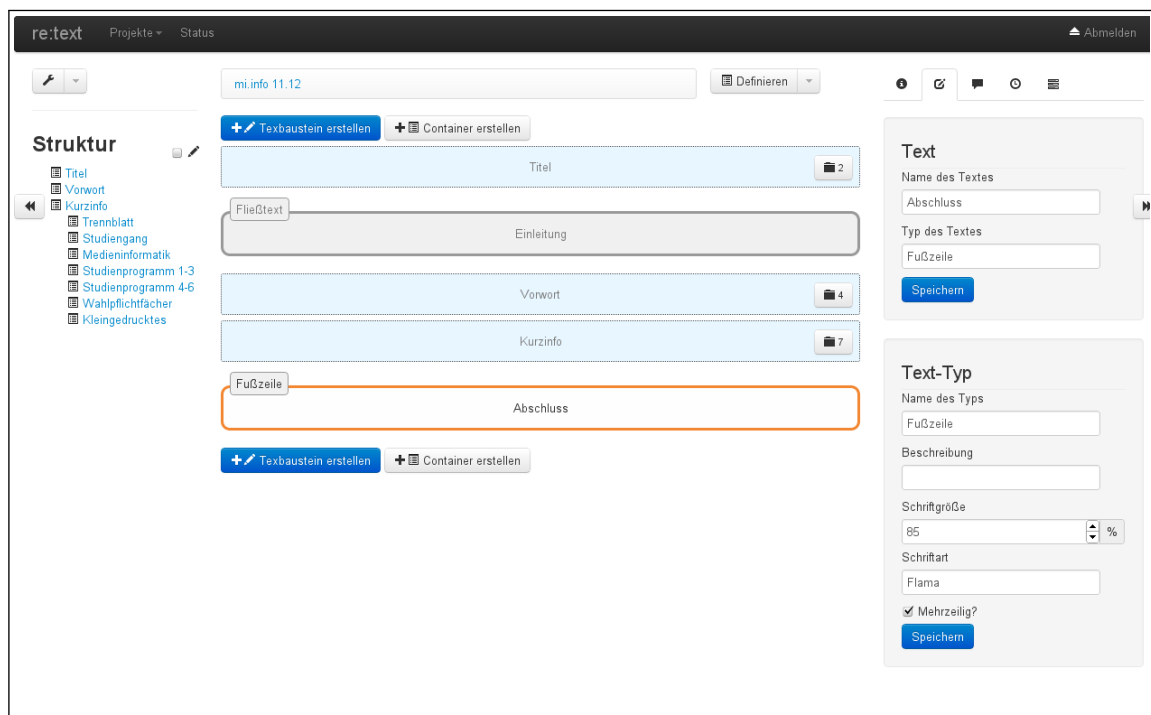 re:text Projekte Status Abmelden
mi.info 11.12 Definieren
Texbaustein erstellen Container erstellen
Struktur
Titel
Vorwort
Kurzinfo
Trennblatt
Studiengang
Medieninformatik
Studienprogramm 1-3
Studienprogramm 4-6
Wahlpflichtfächer
Kleingedrucktes
Titel 2
Fließtext
Einleitung
Vorwort 4
Kurzinfo 7
Fußzeile
Abschluss
Texbaustein erstellen Container erstellen
Text
Name des Textes
Abschluss
Typ des Textes
Fußzeile
Speichern
Text-Typ
Name des Typs
Fußzeile
Beschreibung
Schriftgröße
85 %
Schriftart
Flama
Mehrzeilig?
Speichern